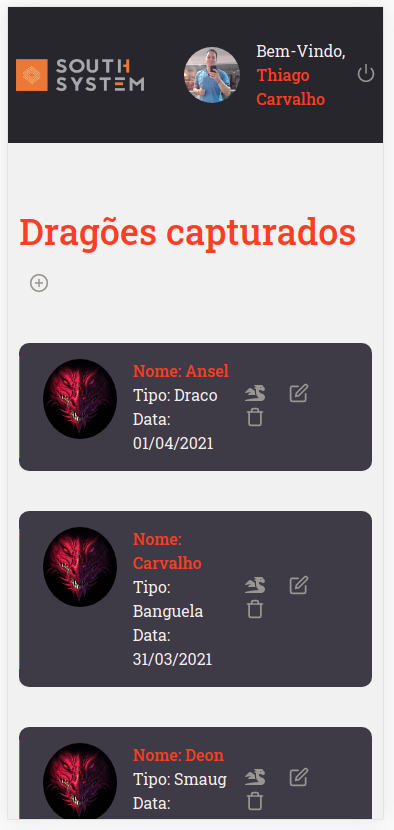 SOUTH
SYSTEM
Bem-Vindo,
Thiago
Carvalho
Dragões capturados
Nome: Ansel
Tipo: Draco
Data:
01/04/2021
Nome:
Carvalho
Tipo:
Banguela
Data:
31/03/2021
Nome: Deon
Tipo: Smaug
Data: